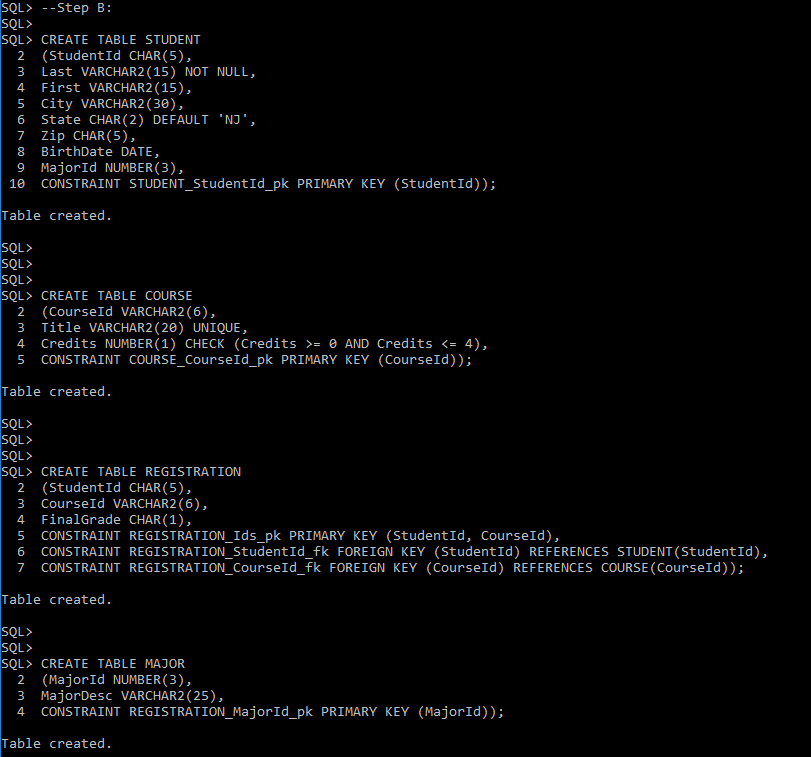 SQL> --Step B:
SQL>
SQL> CREATE TABLE STUDENT
  2  (StudentId CHAR(5),
  3  Last VARCHAR2(15) NOT NULL,
  4  First VARCHAR2(15),
  5  City VARCHAR2(30),
  6  State CHAR(2) DEFAULT 'NJ',
  7  Zip CHAR(5),
  8  BirthDate DATE,
  9  MajorId NUMBER(3),
 10  CONSTRAINT STUDENT_StudentId_pk PRIMARY KEY (StudentId));
Table created.
SQL>
SQL>
SQL>
SQL> CREATE TABLE COURSE
  2  (CourseId VARCHAR2(6),
  3  Title VARCHAR2(20) UNIQUE,
  4  Credits NUMBER(1) CHECK (Credits >= 0 AND Credits <= 4),
  5  CONSTRAINT COURSE_CourseId_pk PRIMARY KEY (CourseId));
Table created.
SQL>
SQL>
SQL>
SQL> CREATE TABLE REGISTRATION
  2  (StudentId CHAR(5),
  3  CourseId VARCHAR2(6),
  4  FinalGrade CHAR(1),
  5  CONSTRAINT REGISTRATION_Ids_pk PRIMARY KEY (StudentId, CourseId),
  6  CONSTRAINT REGISTRATION_StudentId_fk FOREIGN KEY (StudentId) REFERENCES STUDENT(StudentId),
  7  CONSTRAINT REGISTRATION_CourseId_fk FOREIGN KEY (CourseId) REFERENCES COURSE(CourseId));
Table created.
SQL>
SQL>
SQL> CREATE TABLE MAJOR
  2  (MajorId NUMBER(3),
  3  MajorDesc VARCHAR2(25),
  4  CONSTRAINT REGISTRATION_MajorId_pk PRIMARY KEY (MajorId));
Table created.